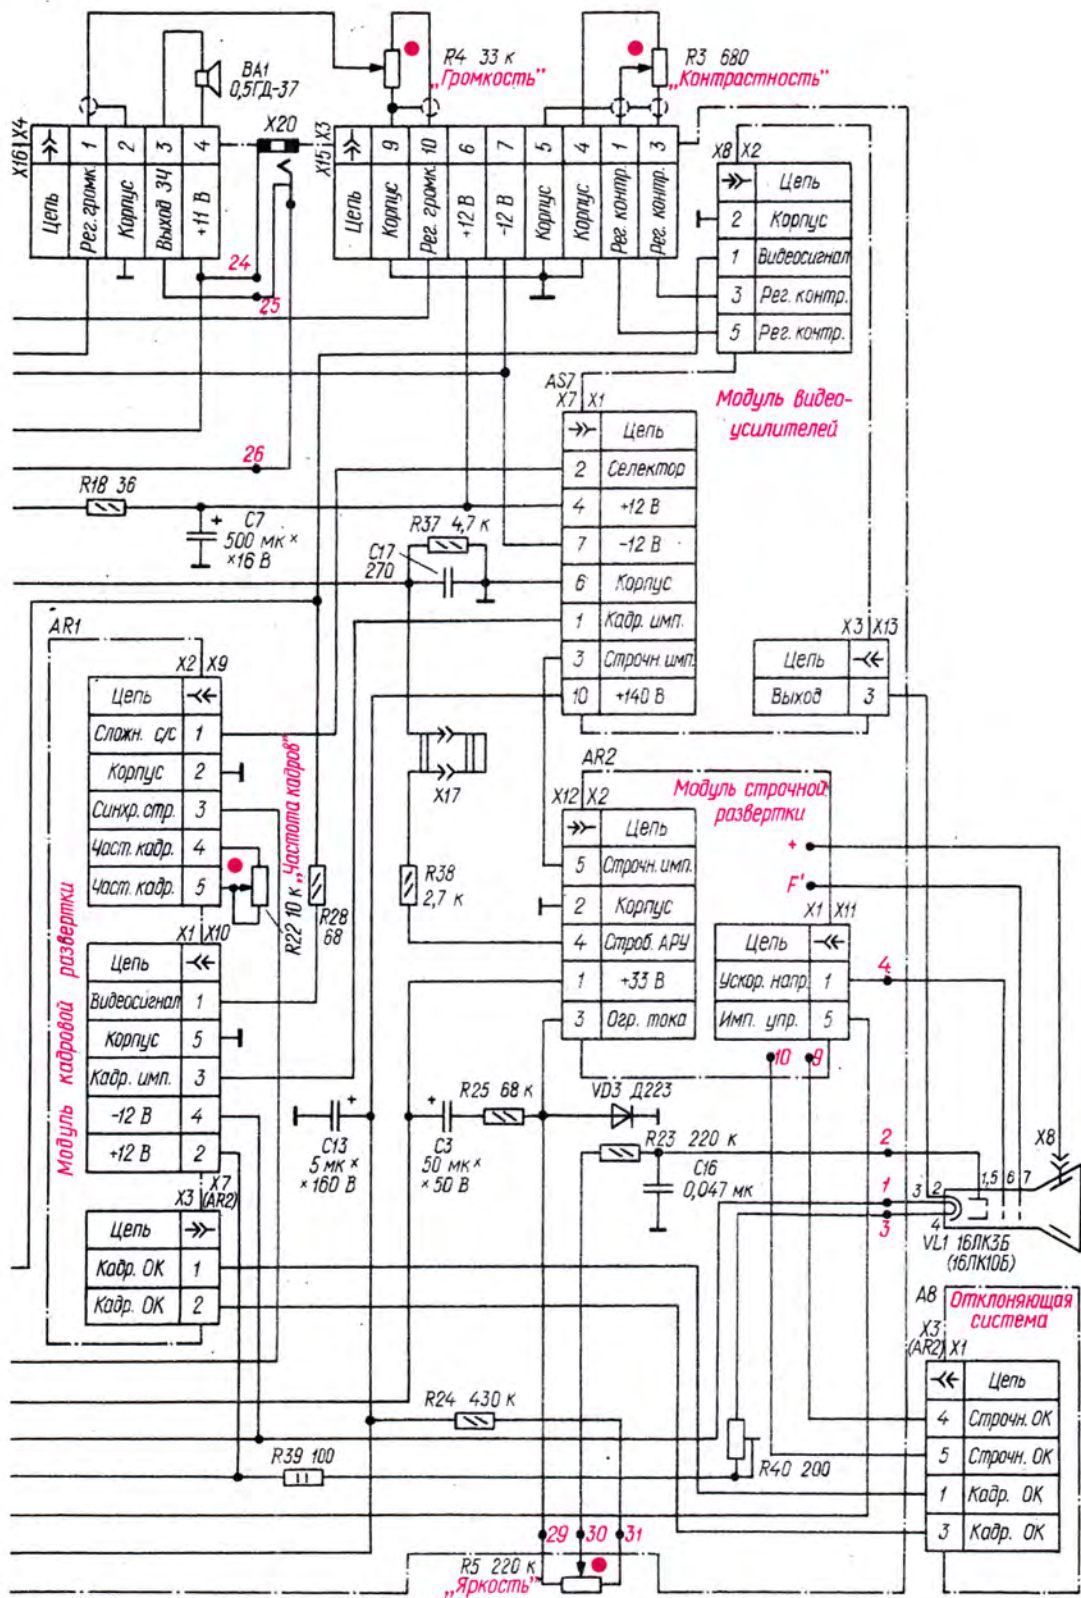 R4 33 к
„Громкость"
R3 680
„Контрастность"
ВА1
0,5ГД-37
X16 X4
X20
X15 X3
Цепь
Рег. громк. 1
Корпус 2
Выход ЗЧ 3
+11 В 4
24
25
26
Цепь
Корпус 9
Рег. громк. 10
+12 В 6
-12 В 7
Корпус 5
Корпус 4
Рег. контр. 1
Рег. контр. 3
X8 X2
Цепь
2 Корпус
1 Видеосигнал
3 Рег. контр.
5 Рег. контр.
Модуль видео-
усилителей
AS7
X7 X1
Цепь
2 Селектор
4 +12 В
7 -12 В
6 Корпус
1 Кадр. имп.
3 Строчн. имп.
10 +140 В
R18 36
+ C7
500 мк ×
×16 В
R37 4,7 к
C17
270
X3 X13
Цепь
Выход 3
AR1
X2 X9
Цепь
Сложн. с/с 1
Корпус 2
Синхр. стр. 3
Част. кадр. 4
Част. кадр. 5
R22 10 к „Частота кадров"
R28
68
X17
R38
2,7 к
AR2
Модуль строчной
развертки
X12 X2
Цепь
5 Строчн. имп.
2 Корпус
4 Строб. АРУ
1 +33 В
3 Огр. тока
+
F'
X1 X11
Цепь
Ускор. напр. 1
Имп. упр. 5
4
10 9
Модуль кадровой развертки
X1 X10
Цепь
Видеосигнал 1
Корпус 5
Кадр. имп. 3
-12 В 4
+12 В 2
X3 X7
(AR2)
Цепь
Кадр. ОК 1
Кадр. ОК 2
+
C13
5 мк ×
×160 В
+
C3
50 мк ×
×50 В
R25 68 к
VD3 Д223
R23 220 к
C16
0,047 мк
2
1
3
X8
3 2 1,5 6 7
4
VL1 16ЛК3Б
(16ЛК10Б)
A8 Отклоняющая
система
X3
(AR2) X1
Цепь
4 Строчн. ОК
5 Строчн. ОК
1 Кадр. ОК
3 Кадр. ОК
R24 430 к
R39 100
R40 200
29 30 31
R5 220 к
„Яркость"